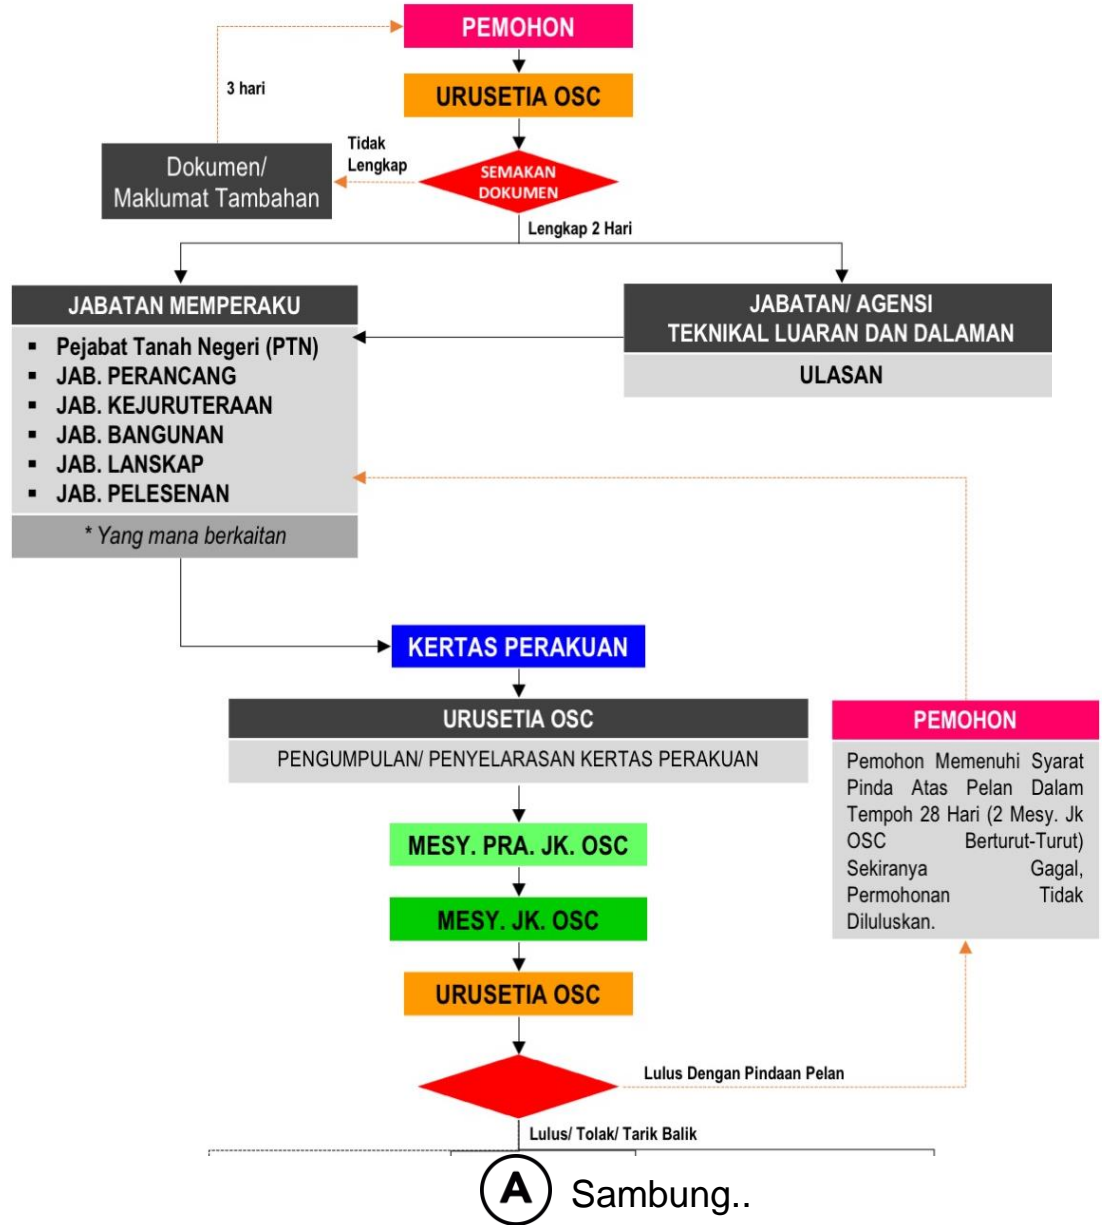 PEMOHON
URUSETIA OSC
3 hari
Tidak
Lengkap
SEMAKAN
DOKUMEN
Dokumen/
Maklumat Tambahan
Lengkap 2 Hari
JABATAN MEMPERAKU
▪ Pejabat Tanah Negeri (PTN)
▪ JAB. PERANCANG
▪ JAB. KEJURUTERAAN
▪ JAB. BANGUNAN
▪ JAB. LANSKAP
▪ JAB. PELESENAN
* Yang mana berkaitan
JABATAN/ AGENSI
TEKNIKAL LUARAN DAN DALAMAN
ULASAN
KERTAS PERAKUAN
URUSETIA OSC
PENGUMPULAN/ PENYELARASAN KERTAS PERAKUAN
MESY. PRA. JK. OSC
MESY. JK. OSC
URUSETIA OSC
PEMOHON
Pemohon Memenuhi Syarat
Pinda Atas Pelan Dalam
Tempoh 28 Hari (2 Mesy. Jk
OSC Berturut-Turut)
Sekiranya Gagal,
Permohonan Tidak
Diluluskan.
Lulus Dengan Pindaan Pelan
Lulus/ Tolak/ Tarik Balik
A Sambung..